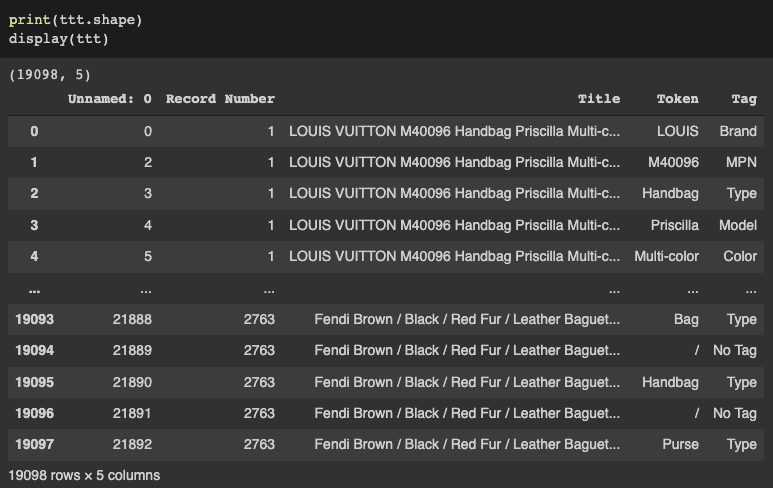 print(ttt.shape)
display(ttt)
(19098, 5)
Unnamed: 0 Record Number Title Token Tag
0 0 1 LOUIS VUITTON M40096 Handbag Priscilla Multi-c... LOUIS Brand
1 2 1 LOUIS VUITTON M40096 Handbag Priscilla Multi-c... M40096 MPN
2 3 1 LOUIS VUITTON M40096 Handbag Priscilla Multi-c... Handbag Type
3 4 1 LOUIS VUITTON M40096 Handbag Priscilla Multi-c... Priscilla Model
4 5 1 LOUIS VUITTON M40096 Handbag Priscilla Multi-c... Multi-color Color
... ... ... ... ... ...
19093 21888 2763 Fendi Brown / Black / Red Fur / Leather Baguet... Bag Type
19094 21889 2763 Fendi Brown / Black / Red Fur / Leather Baguet... / No Tag
19095 21890 2763 Fendi Brown / Black / Red Fur / Leather Baguet... Handbag Type
19096 21891 2763 Fendi Brown / Black / Red Fur / Leather Baguet... / No Tag
19097 21892 2763 Fendi Brown / Black / Red Fur / Leather Baguet... Purse Type
19098 rows × 5 columns